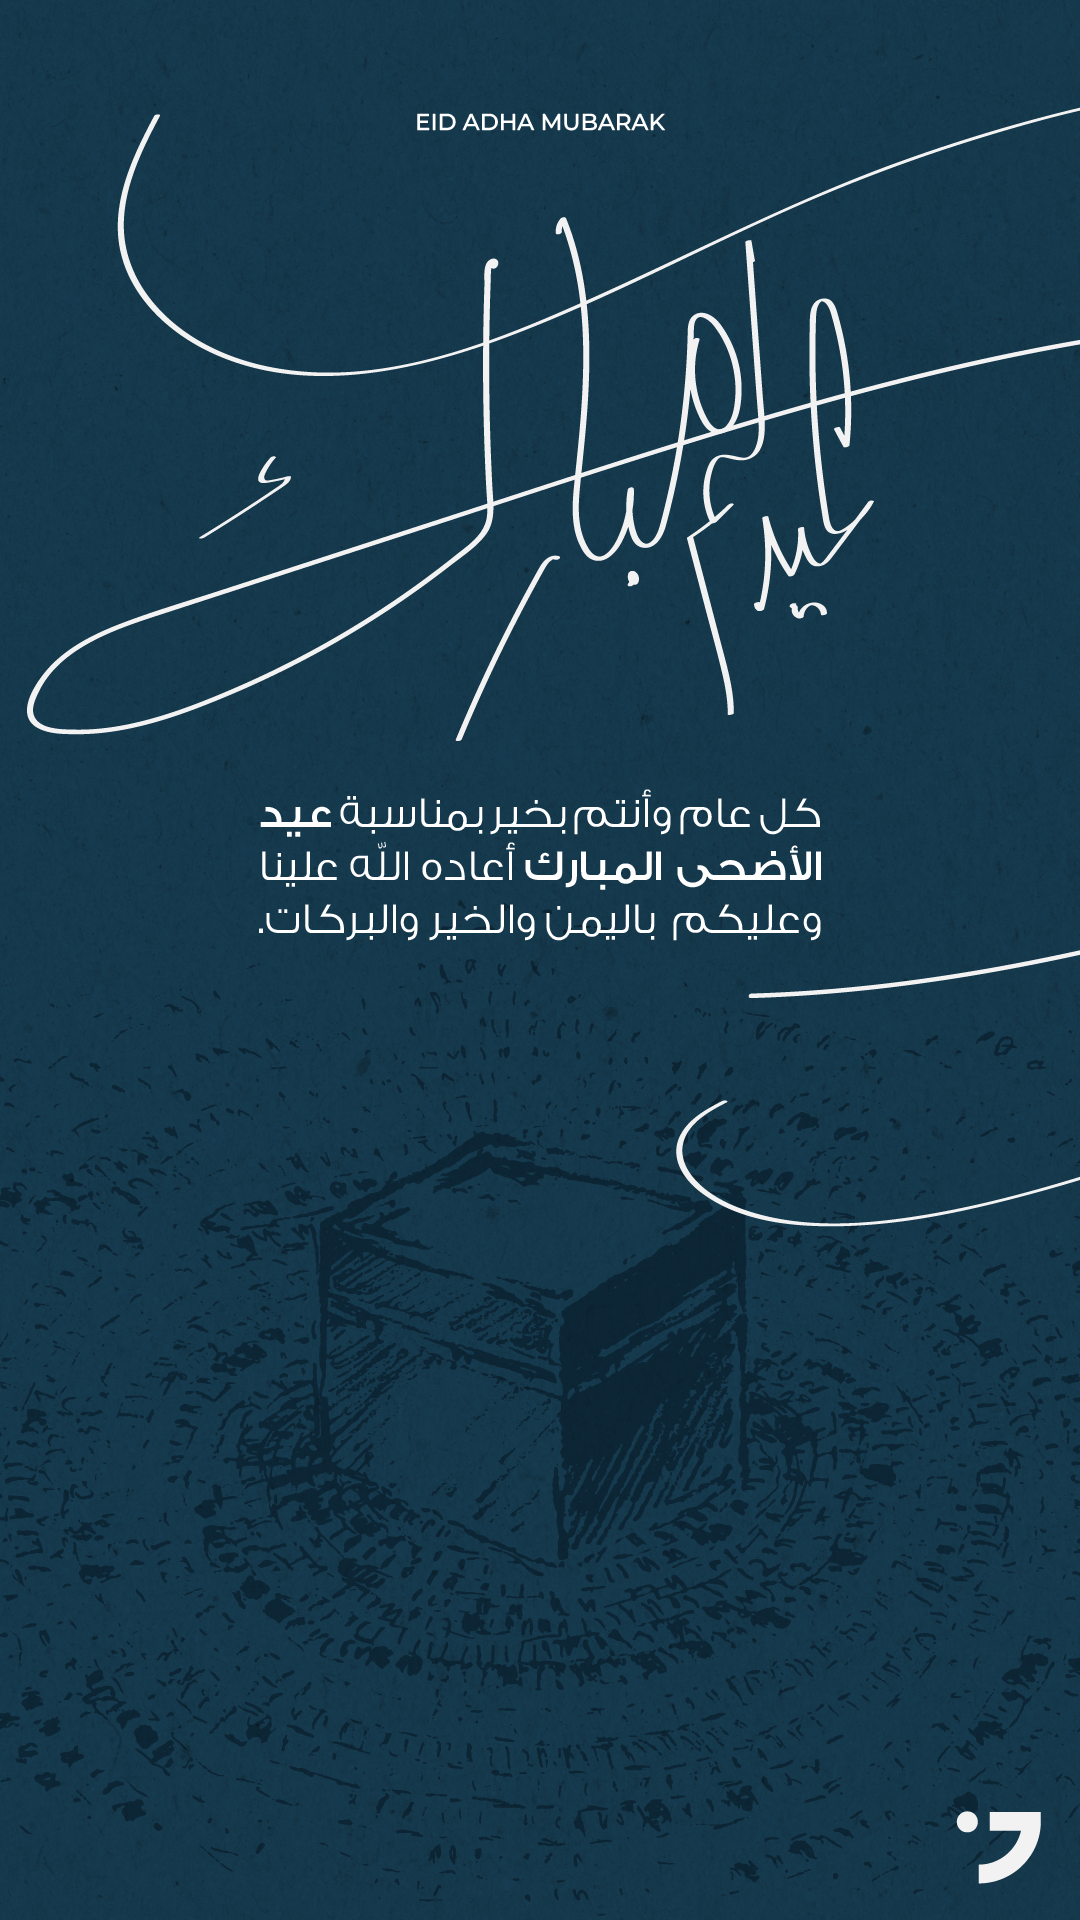 EID ADHA MUBARAK
عيدكم مبارك
كل عام وأنتم بخير بمناسبة عيد
الأضحى المبارك أعاده الله علينا
وعليكم باليمن والخير والبركات.